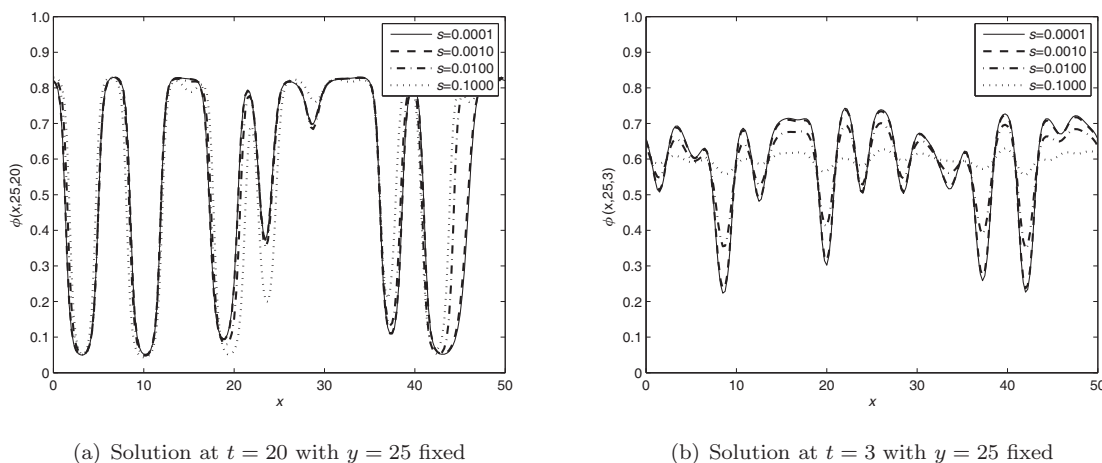 1.0
0.9
0.8
0.7
0.6
0.5
0.4
0.3
0.2
0.1
0
ϕ(x,25,20)
0 10 20 30 40 50
x
s=0.0001
s=0.0010
s=0.0100
s=0.1000
(a) Solution at t = 20 with y = 25 fixed
1.0
0.9
0.8
0.7
0.6
0.5
0.4
0.3
0.2
0.1
0
ϕ(x,25,3)
0 10 20 30 40 50
x
s=0.0001
s=0.0010
s=0.0100
s=0.1000
(b) Solution at t = 3 with y = 25 fixed